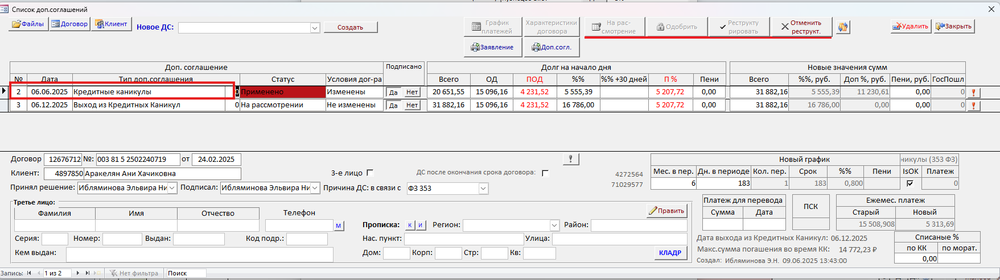 Список доп.соглашений
Файлы Договор Клиент Новое ДС: Создать
График платежей Характеристики договора На рас-смотрение Одобрить Реструкту рировать Отменить реструкт. Удалить Закрыть
Заявление Доп.согл.
Доп. соглашение Подписано Долг на начало дня Новые значения сумм
№ Дата Тип доп.соглашения Статус Условия дог-ра Всего ОД ПОД %% %% +30 дней П % Пени Всего %%, руб. Доп %, руб. Пени, руб. ГосПошл
2 06.06.2025 Кредитные каникулы 0 Применено Изменены Да Нет 20 651,55 15 096,16 4 231,52 5 555,39 5 207,72 0,00 31 882,16 5 555,39 11 230,61 0,00 0
3 06.12.2025 Выход из Кредитных Каникул 0 На рассмотрении Не изменены Да Нет 31 882,16 15 096,16 4 231,52 16 786,00 5 207,72 0,00 31 882,16 16 786,00 0,00 0,00 0
Договор 12676712 №: 003 81 5 2502240719 от 24.02.2025 Новый график никулы (353 ФЗ)
Клиент: 4897850 Аракелян Ани Хачиковна 3-е лицо ДС после окончания срока договора: 4272564 Мес. в пер. Дн. в периоде Кол. пер. Срок %% Пени IsOK Платеж
71029577 6 183 1 183 0,800 0
Принял решение: Иблямино­ва Эльвира Ни Подписал: Ибляминова Эльвира Ни Причина ДС: в связи с ФЗ 353
Третье лицо: Платеж для перевода ПСК Ежемес. платеж
Фамилия Имя Отчество Телефон Править Сумма Дата Старый Новый
м Прописка: К И Регион: Район: 15 508,908 5 313,69
Серия: Номер: Выдан: Код подр.: Нас. пункт: Улица: Дата выхода из Кредитных Каникул: 06.12.2025 Списаные %
Кем выдан: Дом: Корп: Стр: Кв: КЛАДР Макс.сумма погашения во время КК: 14 772,23 ₽ по КК по морат.
Создал: Ибляминова Э.Н. 09.06.2025 13:43:00 0,00
Запись: 1 из 2 Нет фильтра Поиск